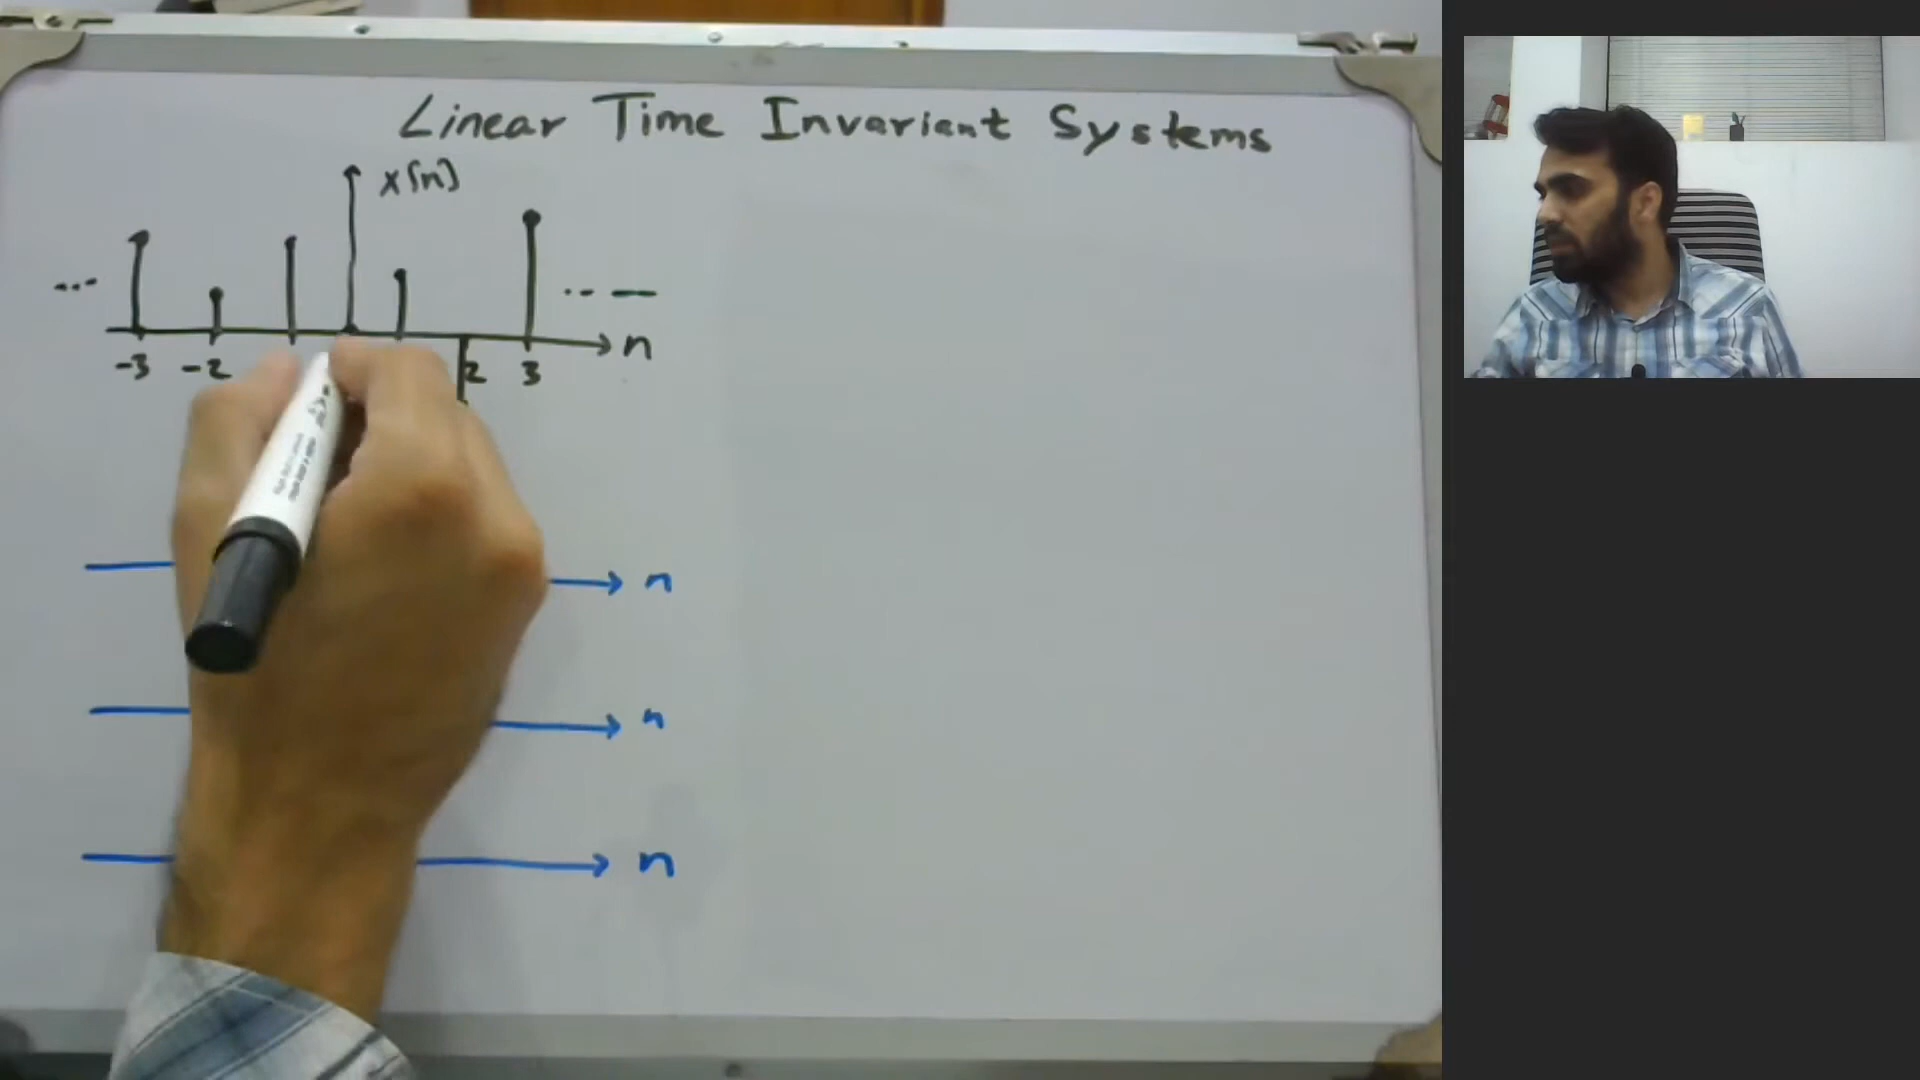 Linear Time Invariant Systems
x[n]
... .. —
n
-3 -2 2 3
n
n
n